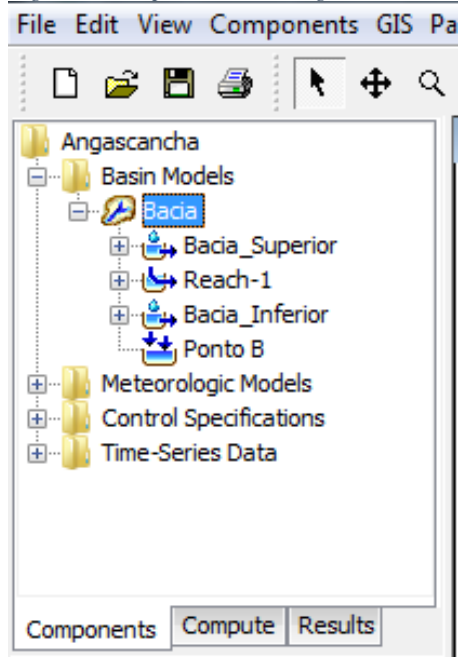 File Edit View Components GIS Pa
Angascancha
Basin Models
Bacia
Bacia_Superior
Reach-1
Bacia_Inferior
Ponto B
Meteorologic Models
Control Specifications
Time-Series Data
Components Compute Results